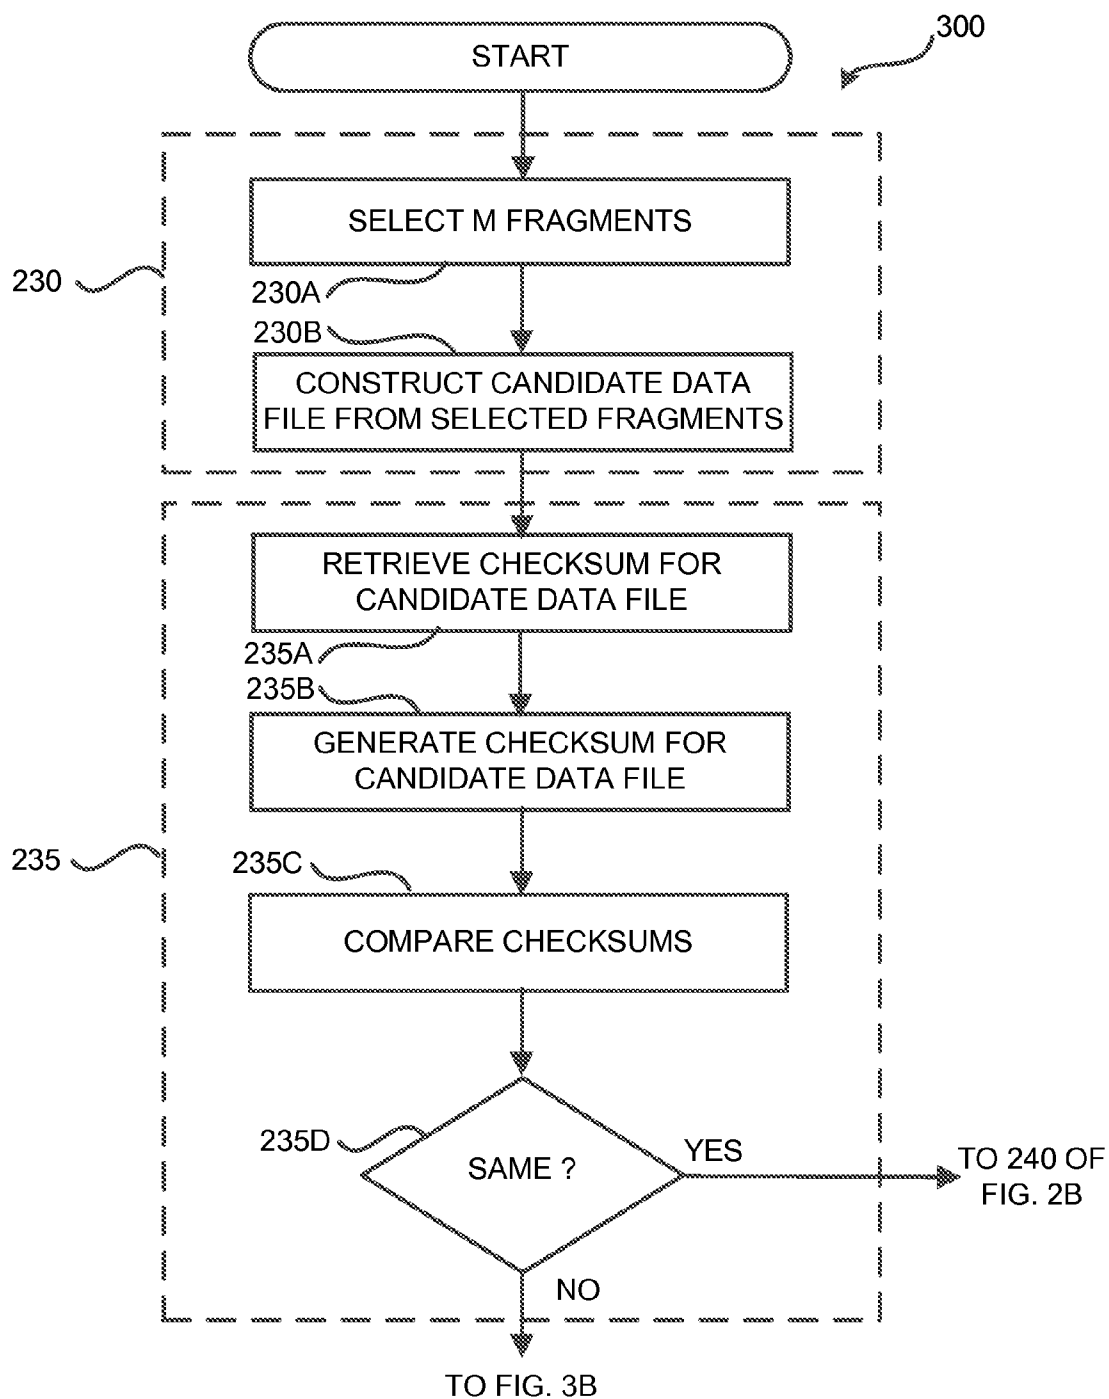 START
300
SELECT M FRAGMENTS
230
230A
230B
CONSTRUCT CANDIDATE DATA
FILE FROM SELECTED FRAGMENTS
RETRIEVE CHECKSUM FOR
CANDIDATE DATA FILE
235A
235B
GENERATE CHECKSUM FOR
CANDIDATE DATA FILE
235
235C
COMPARE CHECKSUMS
235D
SAME ?
YES
TO 240 OF
FIG. 2B
NO
TO FIG. 3B